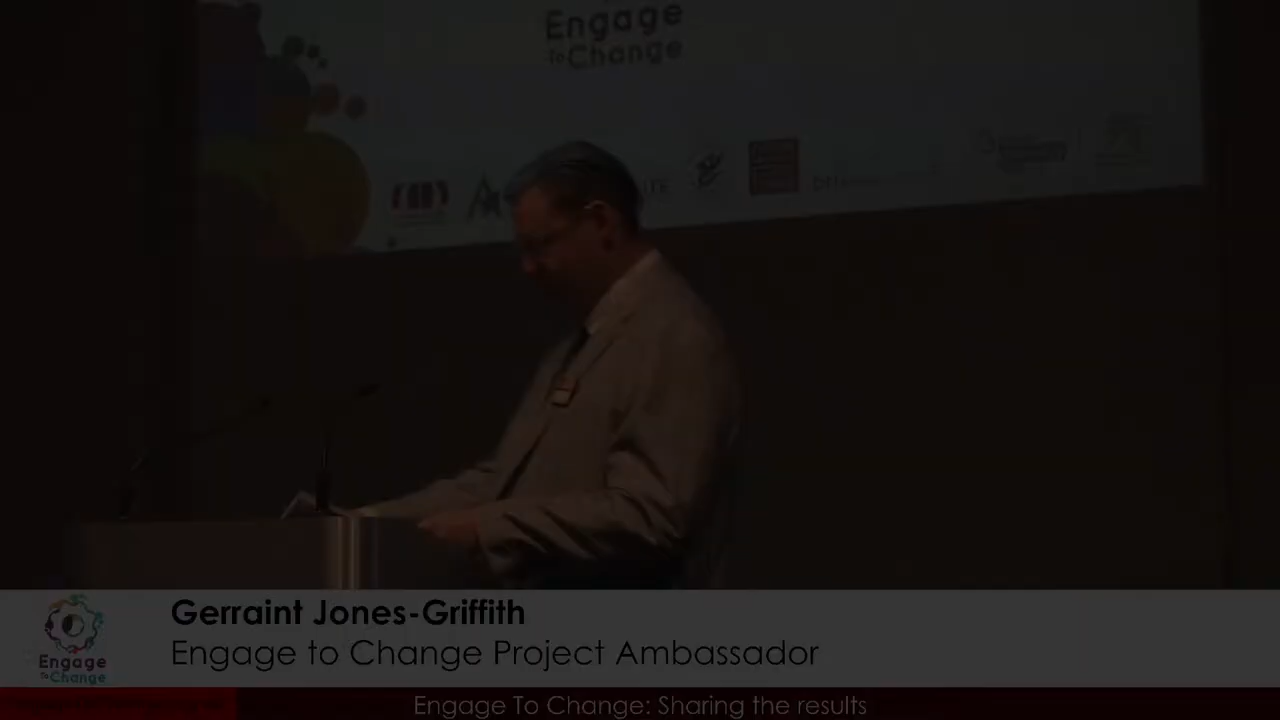 Engage
To Change
Gerraint Jones-Griffith
Engage to Change Project Ambassador
Engage
To Change
Engage To Change: Sharing the results